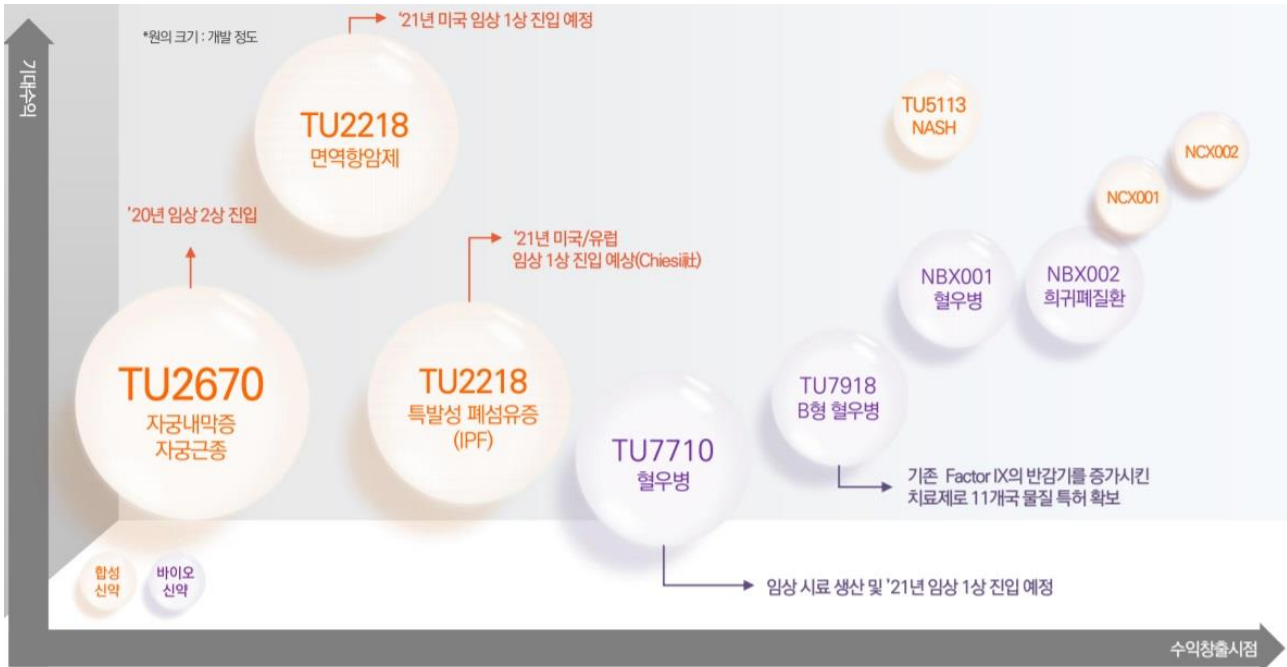 기대수익
*원의 크기 : 개발 정도
'21년 미국 임상 1상 진입 예정
TU2218
면역항암제
TU5113
NASH
NCX002
NCX001
'20년 임상 2상 진입
'21년 미국/유럽
임상 1상 진입 예상(Chiesi社)
NBX001
혈우병
NBX002
희귀폐질환
TU2670
자궁내막증
자궁근종
TU2218
특발성 폐섬유증
(IPF)
TU7918
B형 혈우병
TU7710
혈우병
기존 Factor IX의 반감기를 증가시킨
치료제로 11개국 물질 특허 확보
합성
신약
바이오
신약
임상 시료 생산 및 '21년 임상 1상 진입 예정
수익창출시점